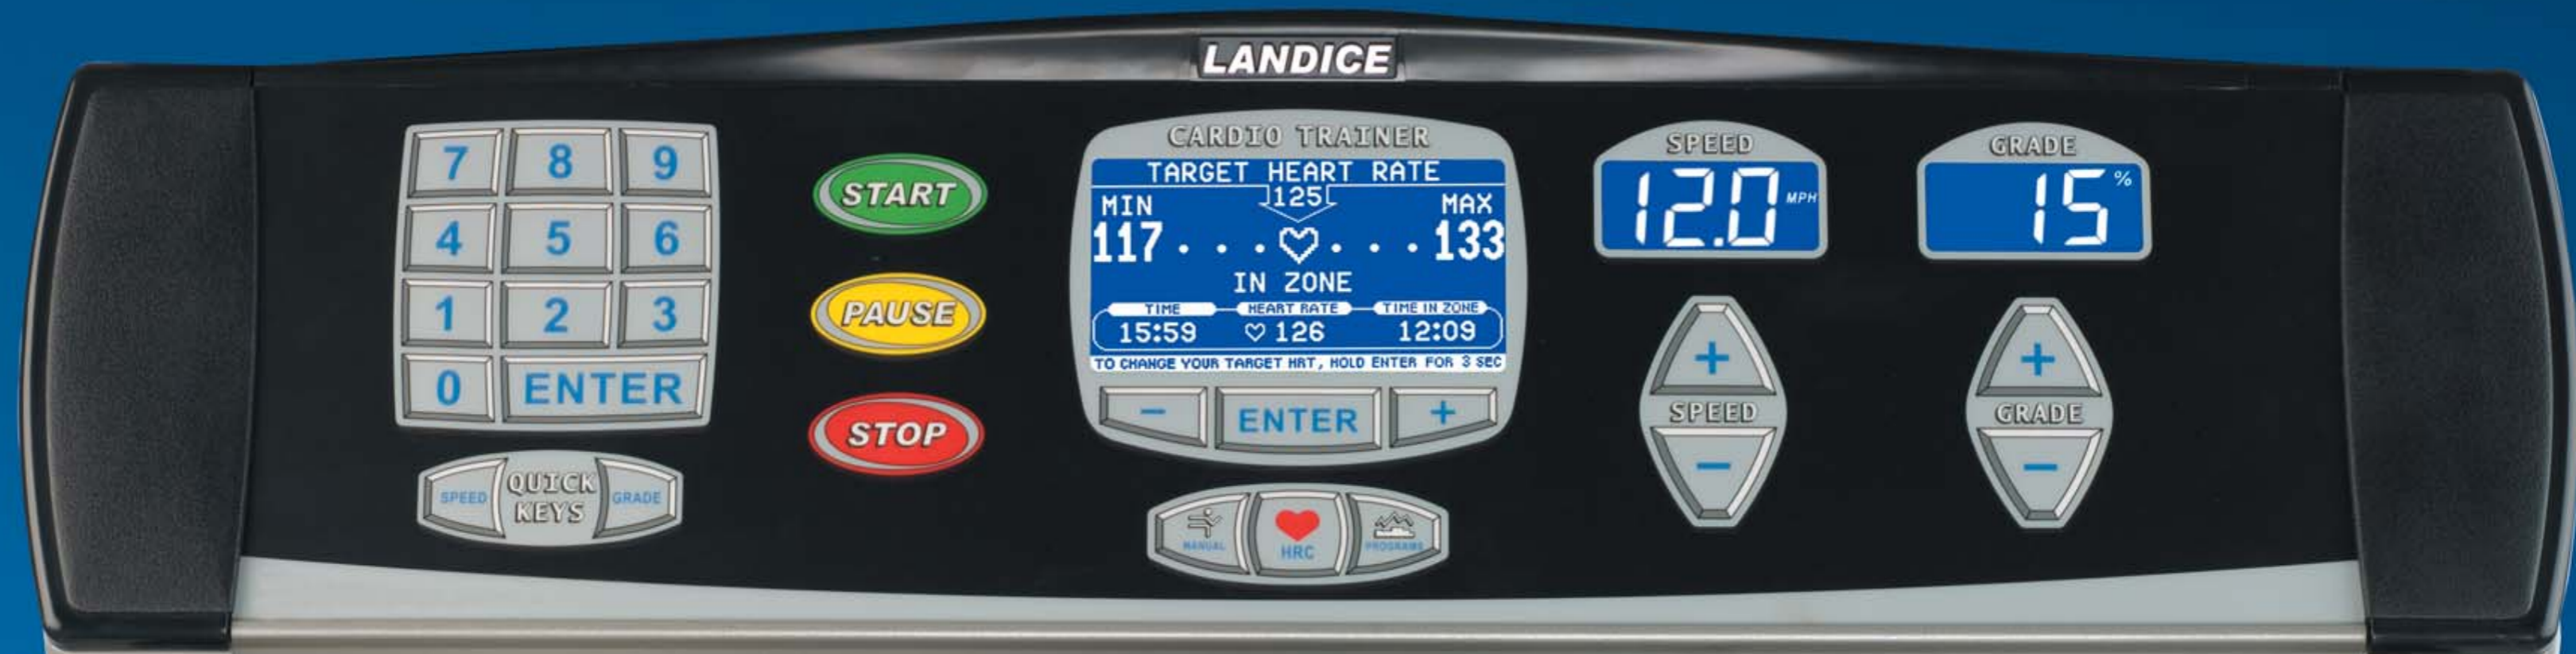 LANDICE
7 8 9
4 5 6
1 2 3
0 ENTER
SPEED QUICK KEYS GRADE
START
PAUSE
STOP
CARDIO TRAINER
TARGET HEART RATE
125
MIN MAX
117 133
IN ZONE
TIME HEART RATE TIME IN ZONE
15:59 126 12:09
TO CHANGE YOUR TARGET HRT, HOLD ENTER FOR 3 SEC
- ENTER +
MANUAL HRC PROGRAMS
SPEED
12.0 MPH
+
SPEED
-
GRADE
15 %
+
GRADE
-